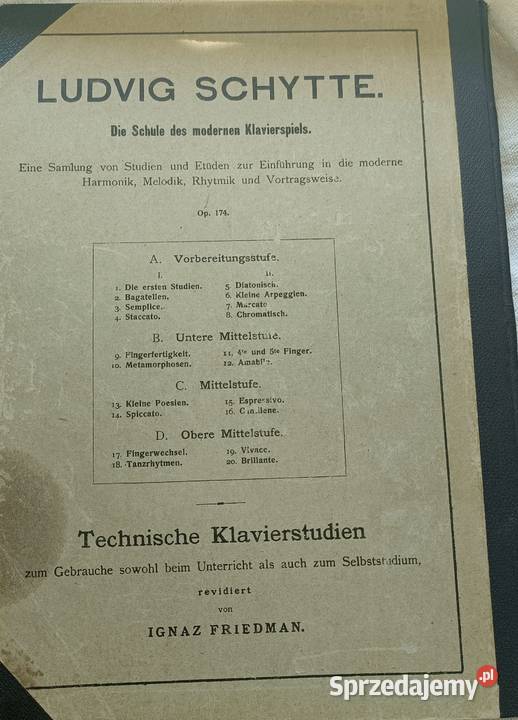 LUDVIG SCHYTTE.
Die Schule des modernen Klavierspiels.
Eine Samlung von Studien und Etüden zur Einführung in die moderne
Harmonik, Melodik, Rhytmik und Vortragsweise.
Op. 174.
A. Vorbereitungsstufe.
I.
II.
1. Die ersten Studien.
2. Bagatellen.
3. Semplice.
4. Staccato.
5. Diatonisch.
6. Kleine Arpeggien.
7. Marcato
8. Chromatisch.
B. Untere Mittelstufe.
9. Fingerfertigkeit.
10. Metamorphosen.
11. 4te und 5te Finger.
12. Amabile.
C. Mittelstufe.
13. Kleine Poesien.
14. Spiccato.
15. Espressivo.
16. Cantilene.
D. Obere Mittelstufe.
17. Fingerwechsel.
18. Tanzrhytmen.
19. Vivace.
20. Brillante.
Technische Klavierstudien
zum Gebrauche sowohl beim Unterricht als auch zum Selbststudium,
revidiert
von
IGNAZ FRIEDMAN.
Sprzedajemy.pl